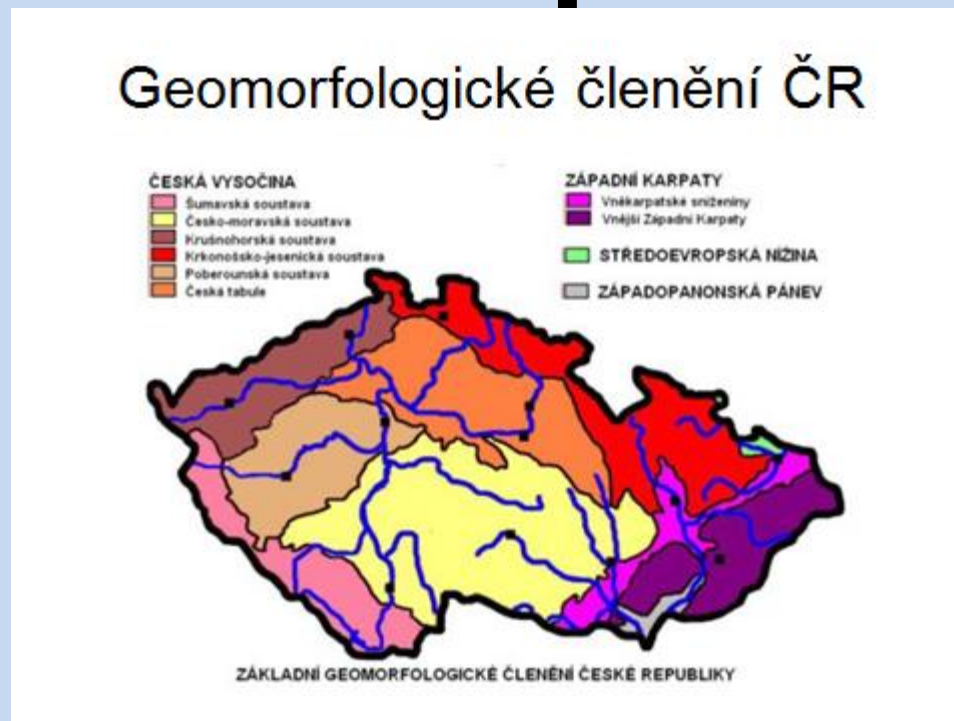 Geomorfologické členění ČR
ČESKÁ VYSOČINA
Šumavská soustava
Česko-moravská soustava
Krušnohorská soustava
Krkonošsko-jesenická soustava
Poberounská soustava
Česká tabule
ZÁPADNÍ KARPATY
Vněkarpatské sníženiny
Vnější Západní Karpaty
STŘEDOEVROPSKÁ NÍŽINA
ZÁPADOPANONSKÁ PÁNEV
ZÁKLADNÍ GEOMORFOLOGICKÉ ČLENĚNÍ ČESKÉ REPUBLIKY